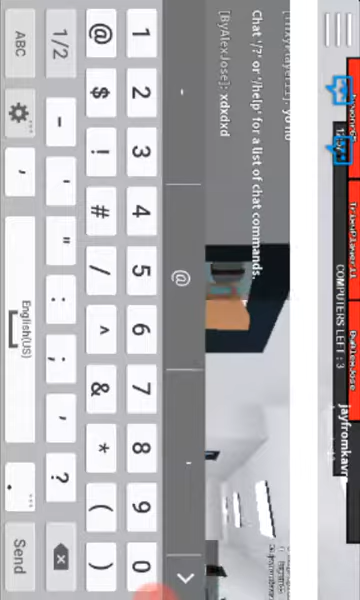 ByAlexJose
jayfromkavra
COMPUTERS LEFT : 3
Chat '/?' or '/help' for a list of chat commands.
[ByAlexJose]: xdxdxd
- @ .
1 2 3 4 5 6 7 8 9 0
@ $ ! # / ^ & * ( )
1/2 - ' " : ; , ?
ABC , English(US) . Send